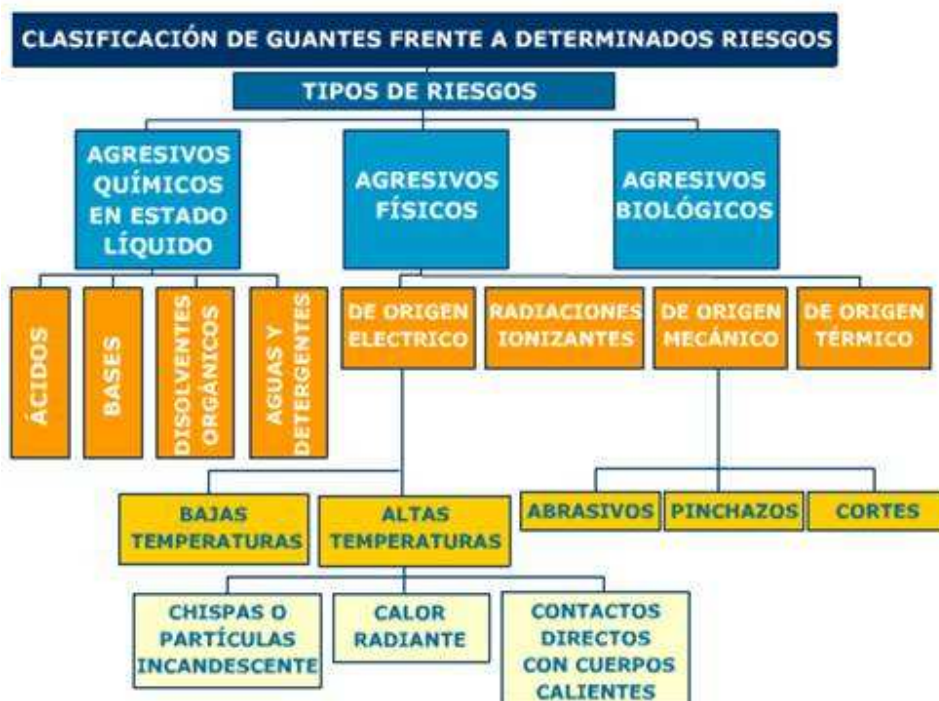 CLASIFICACIÓN DE GUANTES FRENTE A DETERMINADOS RIESGOS
TIPOS DE RIESGOS
AGRESIVOS
QUÍMICOS
EN ESTADO
LÍQUIDO
AGRESIVOS
FÍSICOS
AGRESIVOS
BIOLÓGICOS
ÁCIDOS
BASES
DISOLVENTES
ORGÁNICOS
AGUAS Y
DETERGENTES
DE ORIGEN
ELECTRICO
RADIACIONES
IONIZANTES
DE ORIGEN
MECÁNICO
DE ORIGEN
TÉRMICO
BAJAS
TEMPERATURAS
ALTAS
TEMPERATURAS
ABRASIVOS
PINCHAZOS
CORTES
CHISPAS O
PARTÍCULAS
INCANDESCENTE
CALOR
RADIANTE
CONTACTOS
DIRECTOS
CON CUERPOS
CALIENTES